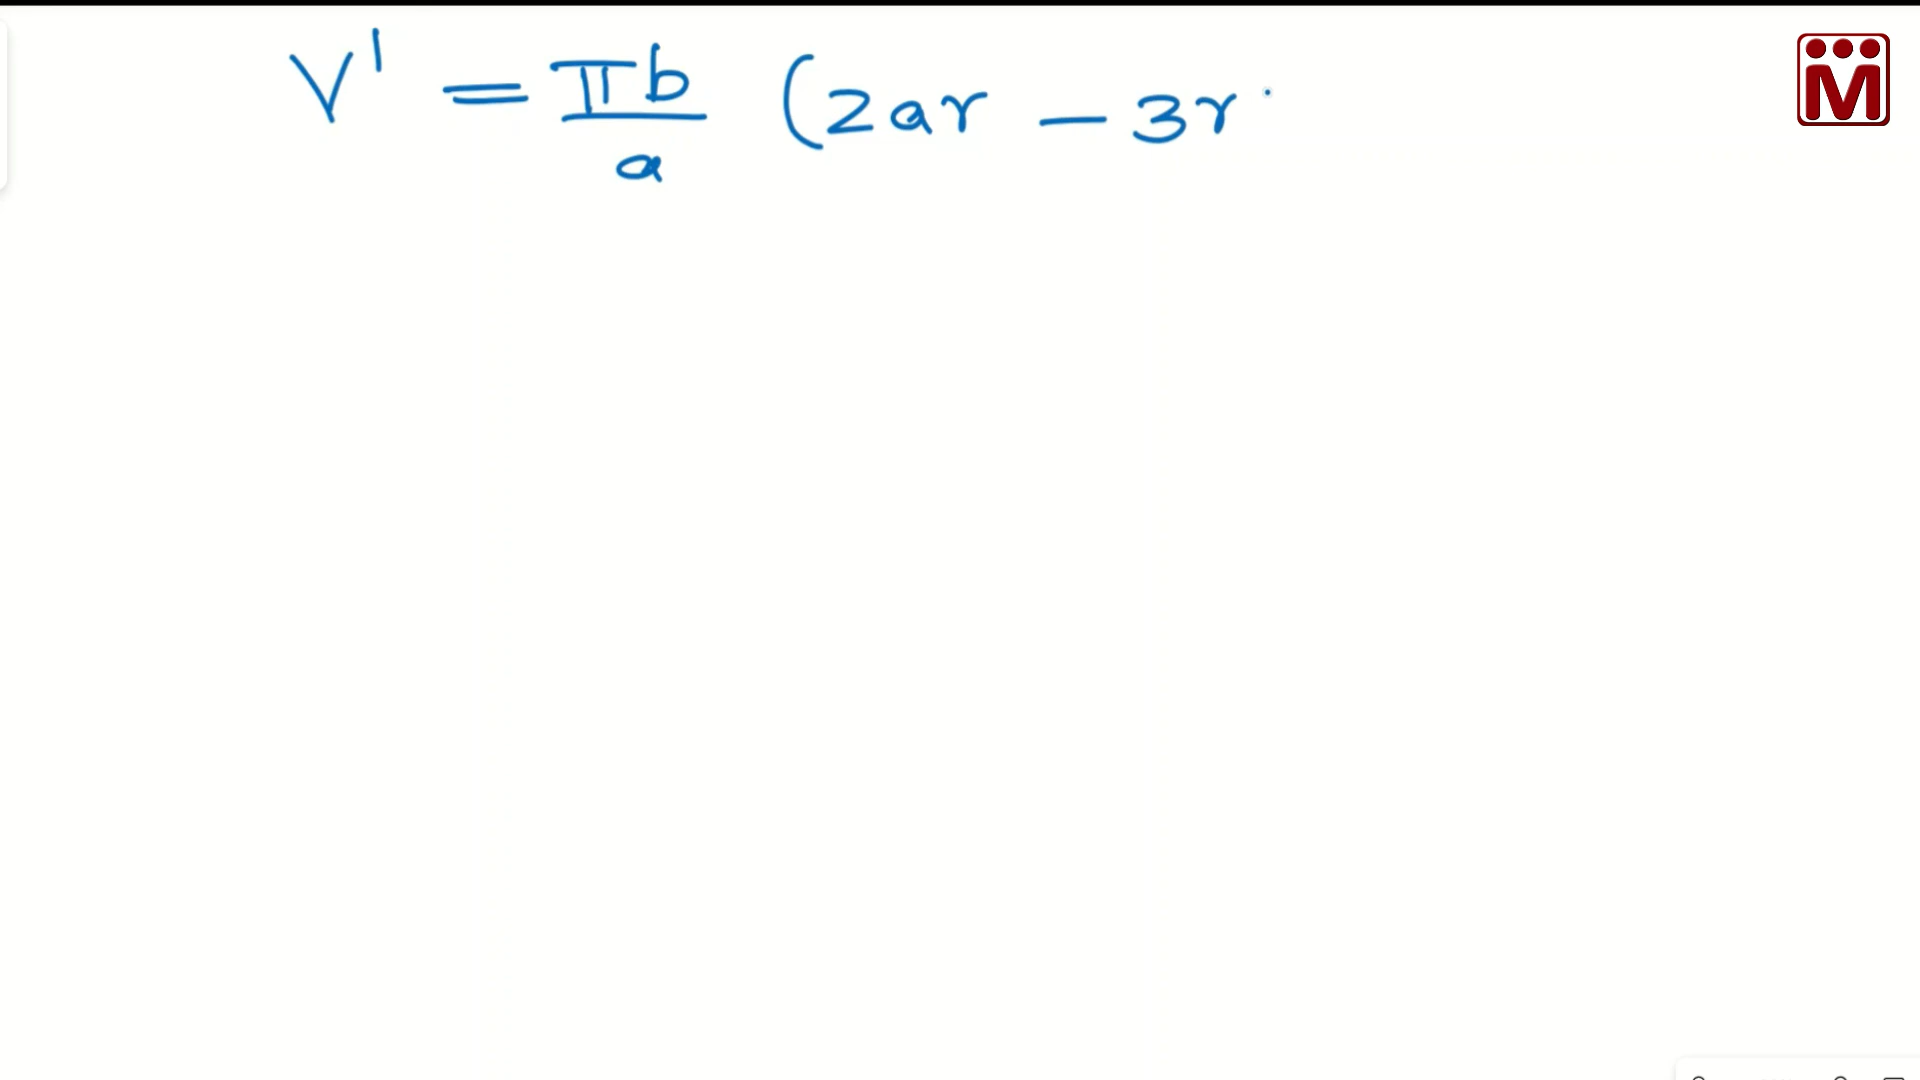 V' = πb/a (2ar - 3r
M